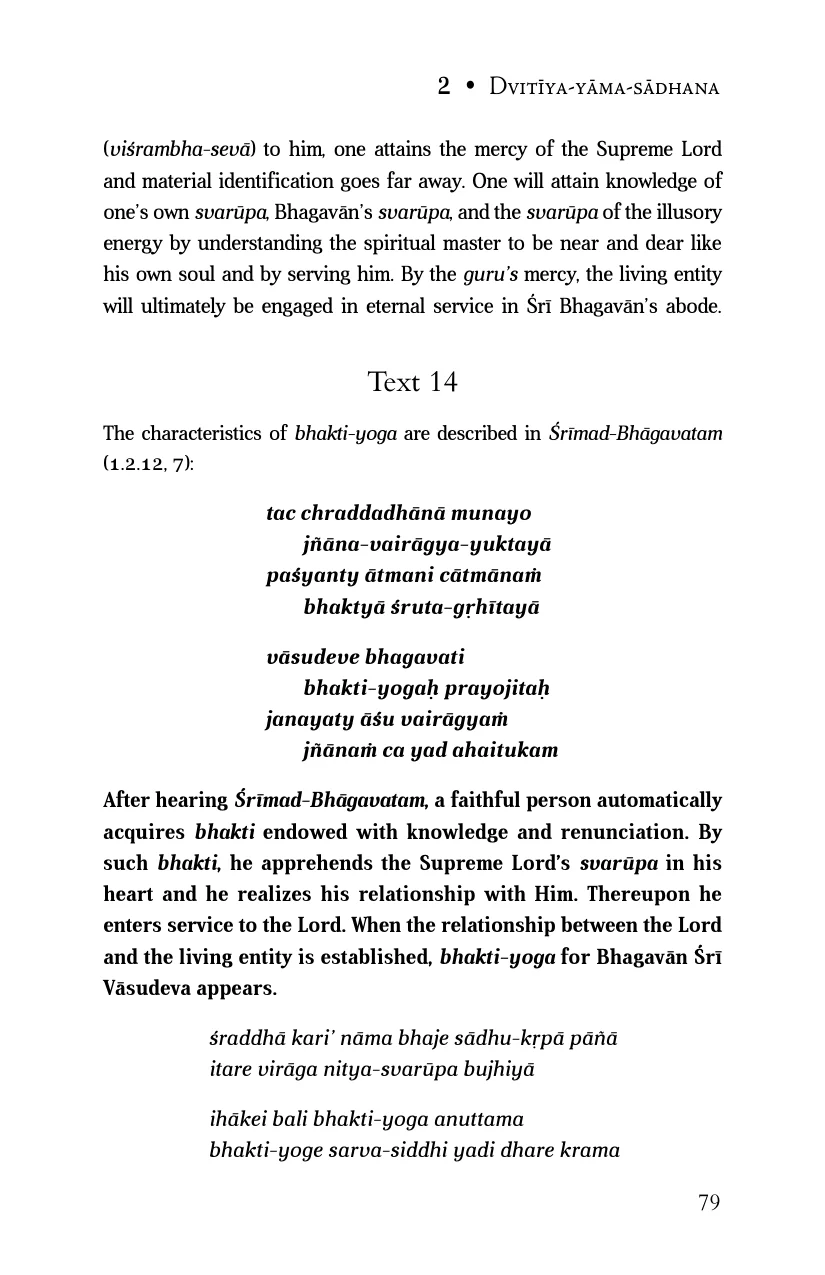 2 • Dvitīya-yāma-sādhana
(viśrambha-sevā) to him, one attains the mercy of the Supreme Lord
and material identification goes far away. One will attain knowledge of
one’s own svarūpa, Bhagavān’s svarūpa, and the svarūpa of the illusory
energy by understanding the spiritual master to be near and dear like
his own soul and by serving him. By the guru’s mercy, the living entity
will ultimately be engaged in eternal service in Śrī Bhagavān’s abode.
Text 14
The characteristics of bhakti-yoga are described in Śrīmad-Bhāgavatam
(1.2.12, 7):
tac chraddadhānā munayo
jñāna-vairāgya-yuktayā
paśyanty ātmani cātmānaṁ
bhaktyā śruta-gṛhītayā
vāsudeve bhagavati
bhakti-yogaḥ prayojitaḥ
janayaty āśu vairāgyaṁ
jñānaṁ ca yad ahaitukam
After hearing Śrīmad-Bhāgavatam, a faithful person automatically
acquires bhakti endowed with knowledge and renunciation. By
such bhakti, he apprehends the Supreme Lord’s svarūpa in his
heart and he realizes his relationship with Him. Thereupon he
enters service to the Lord. When the relationship between the Lord
and the living entity is established, bhakti-yoga for Bhagavān Śrī
Vāsudeva appears.
śraddhā kari’ nāma bhaje sādhu-kṛpā pāñā
itare virāga nitya-svarūpa bujhiyā
ihākei bali bhakti-yoga anuttama
bhakti-yoge sarva-siddhi yadi dhare krama
79